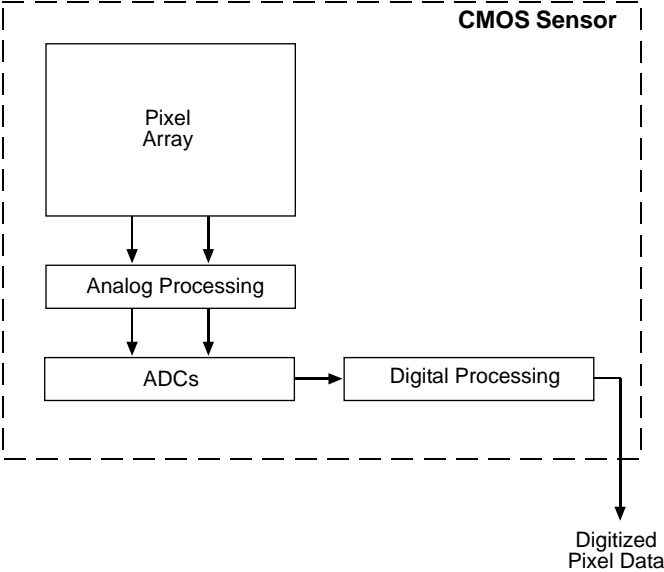 CMOS Sensor
Pixel
Array
Analog Processing
ADCs
Digital Processing
Digitized
Pixel Data